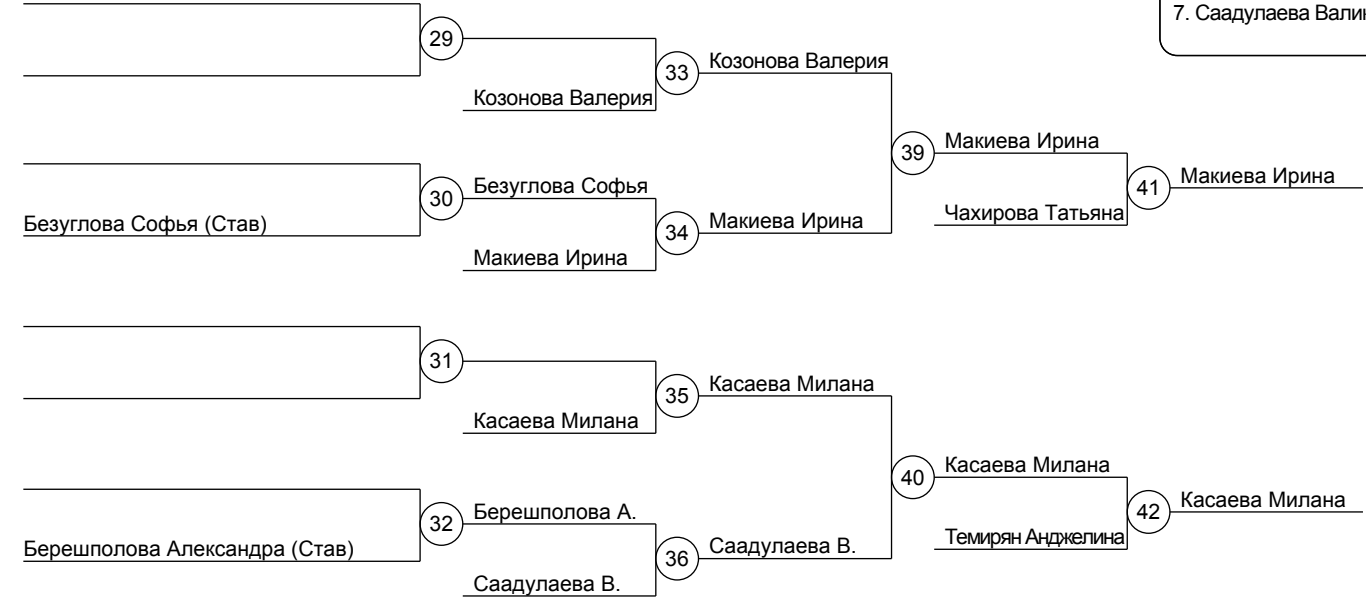 7. Саадулаева Вали
29
33
Козонова Валерия
Козонова Валерия
39
Макиева Ирина
41
Макиева Ирина
30
Безуглова Софья
Безуглова Софья (Став)
34
Макиева Ирина
Чахирова Татьяна
Макиева Ирина
31
35
Касаева Милана
Касаева Милана
40
Касаева Милана
42
Касаева Милана
32
Берешполова А.
Берешполова Александра (Став)
36
Саадулаева В.
Темирян Анджелина
Саадулаева В.